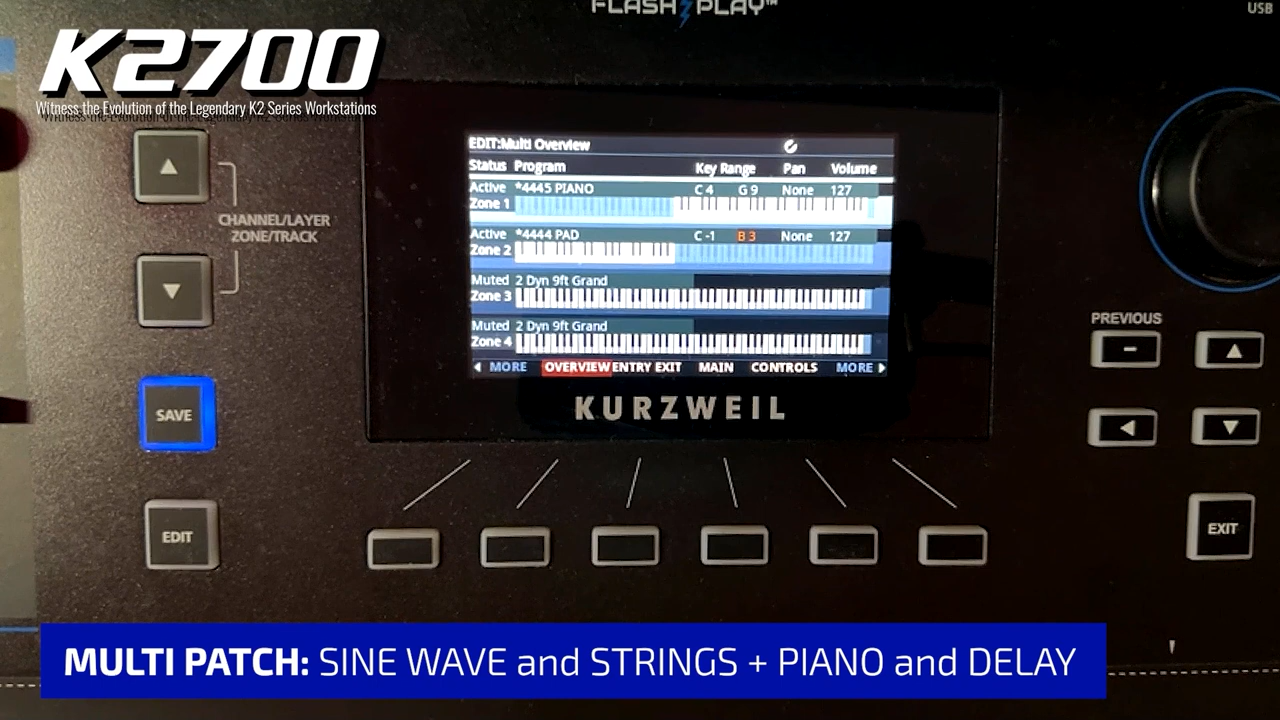 FLASH PLAY™
USB
K2700
Witness the Evolution of the Legendary K2 Series Workstations
EDIT:Multi Overview
Status Program Key Range Pan Volume
Active *4445 PIANO C 4 G 9 None 127
Zone 1
Active *4444 PAD C -1 B 3 None 127
Zone 2
Muted 2 Dyn 9ft Grand
Zone 3
Muted 2 Dyn 9ft Grand
Zone 4
MORE OVERVIEW ENTRY EXIT MAIN CONTROLS MORE
KURZWEIL
CHANNEL/LAYER
ZONE/TRACK
SAVE
EDIT
PREVIOUS
EXIT
MULTI PATCH: SINE WAVE and STRINGS + PIANO and DELAY